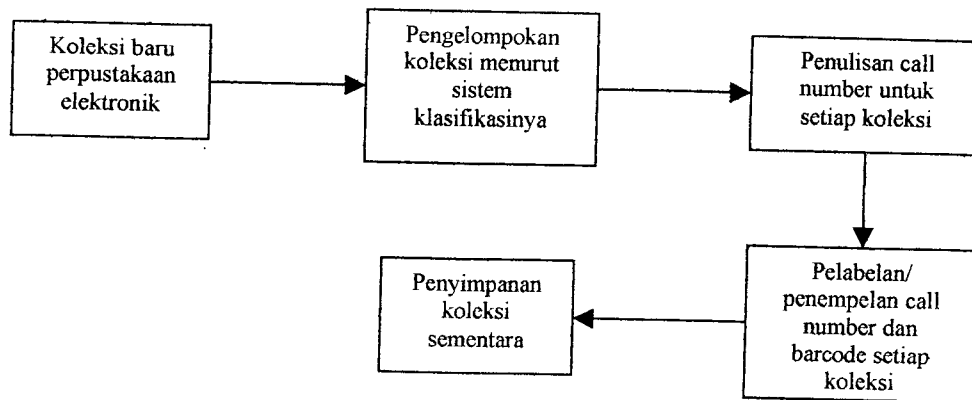 Koleksi baru
perpustakaan
elektronik
Pengelompokan
koleksi memurut
sistem
klasifikasinya
Penulisan call
number untuk
setiap koleksi
Pelabelan/
penempelan call
number dan
barcode setiap
koleksi
Penyimpanan
koleksi
sementara